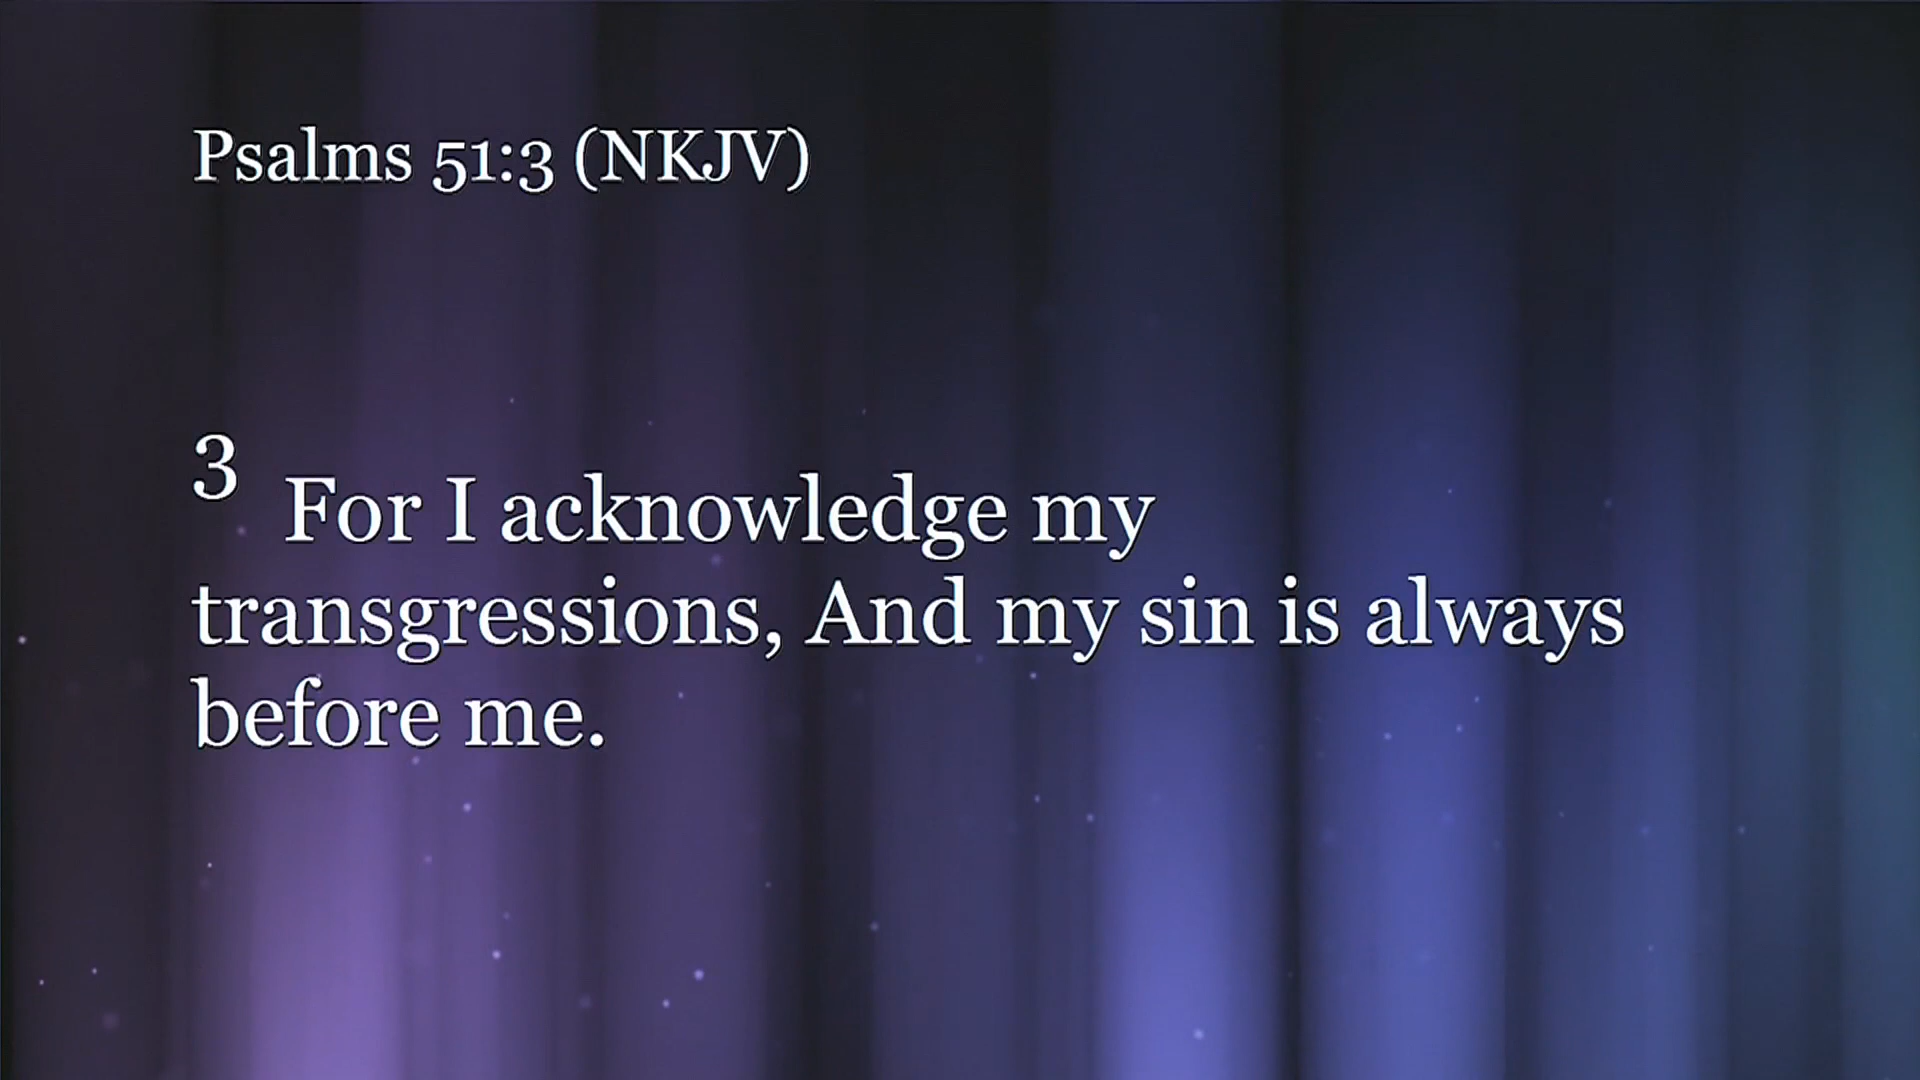 Psalms 51:3 (NKJV)
3 For I acknowledge my
transgressions, And my sin is always
before me.